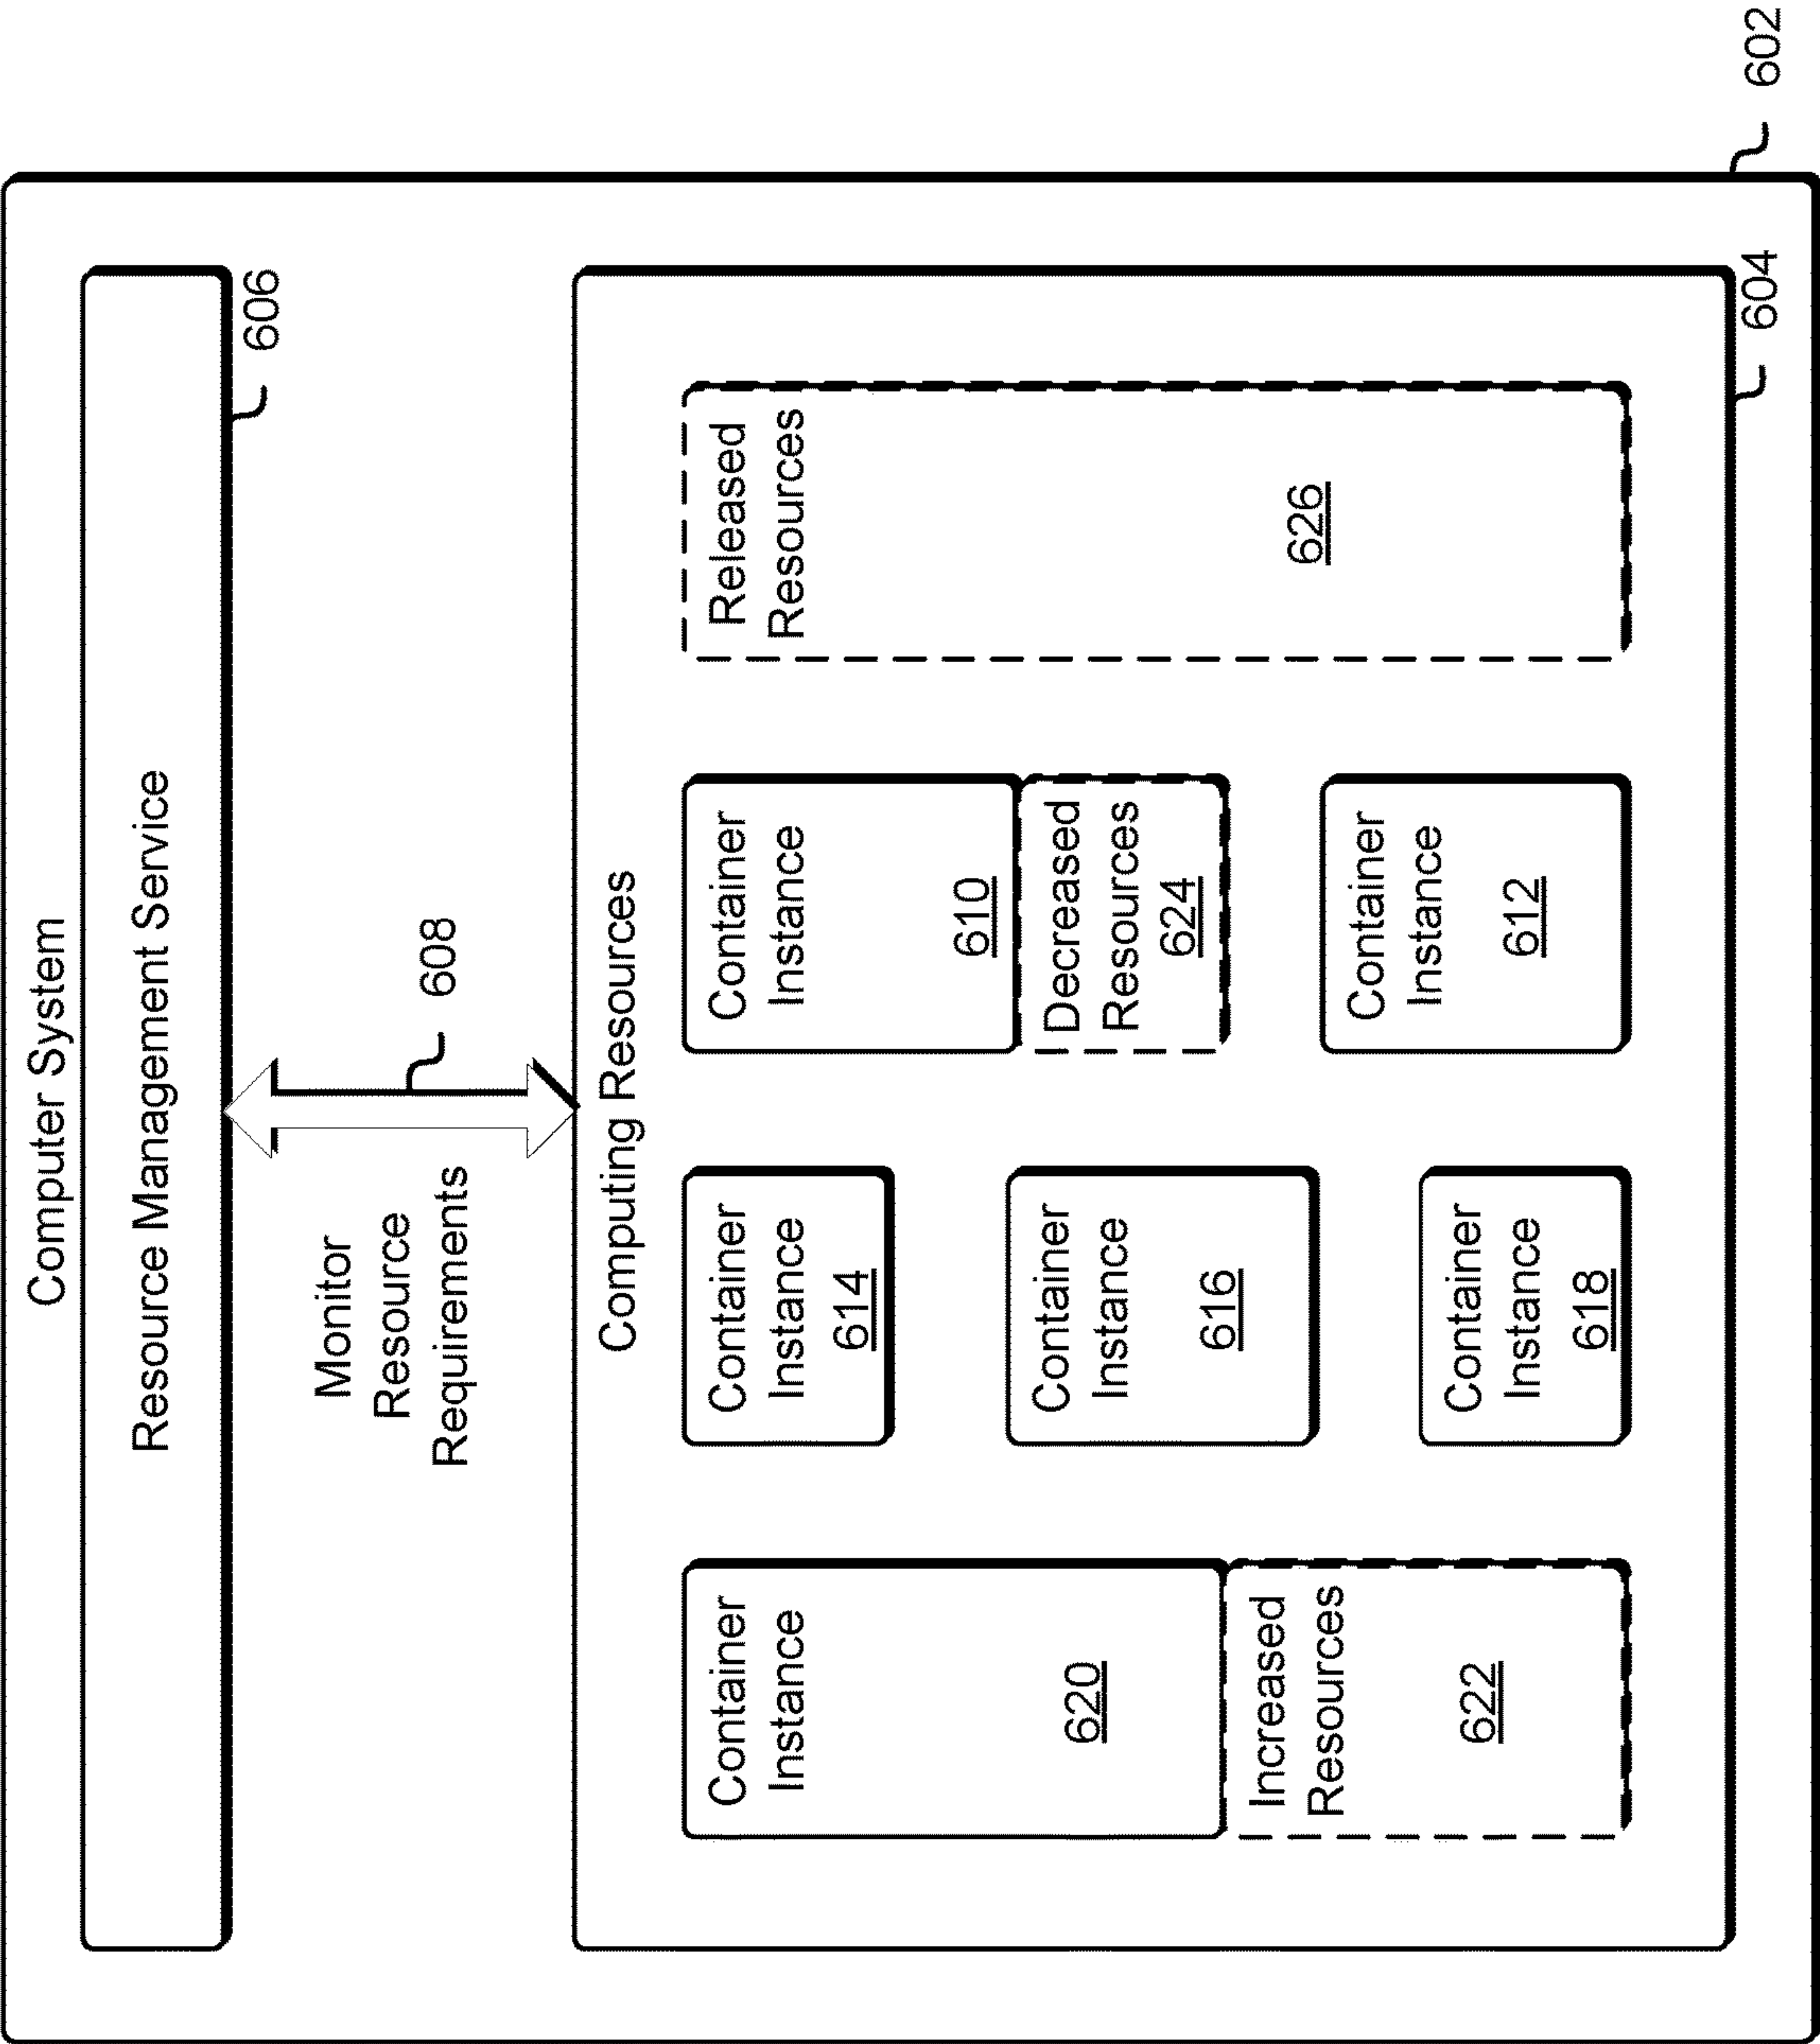 Computer System
Resource Management Service
606
Monitor
Resource
Requirements
608
Computing Resources
Container
Instance
620
Increased
Resources
622
Container
Instance
614
Container
Instance
616
Container
Instance
618
Container
Instance
610
Decreased
Resources
624
Container
Instance
612
Released
Resources
626
604
602